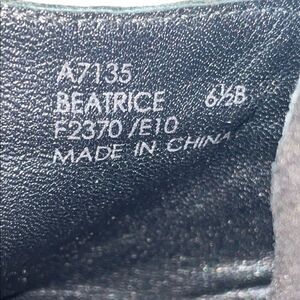 A7135
BEATRICE 6½B
F2370 /E10
MADE IN CHINA